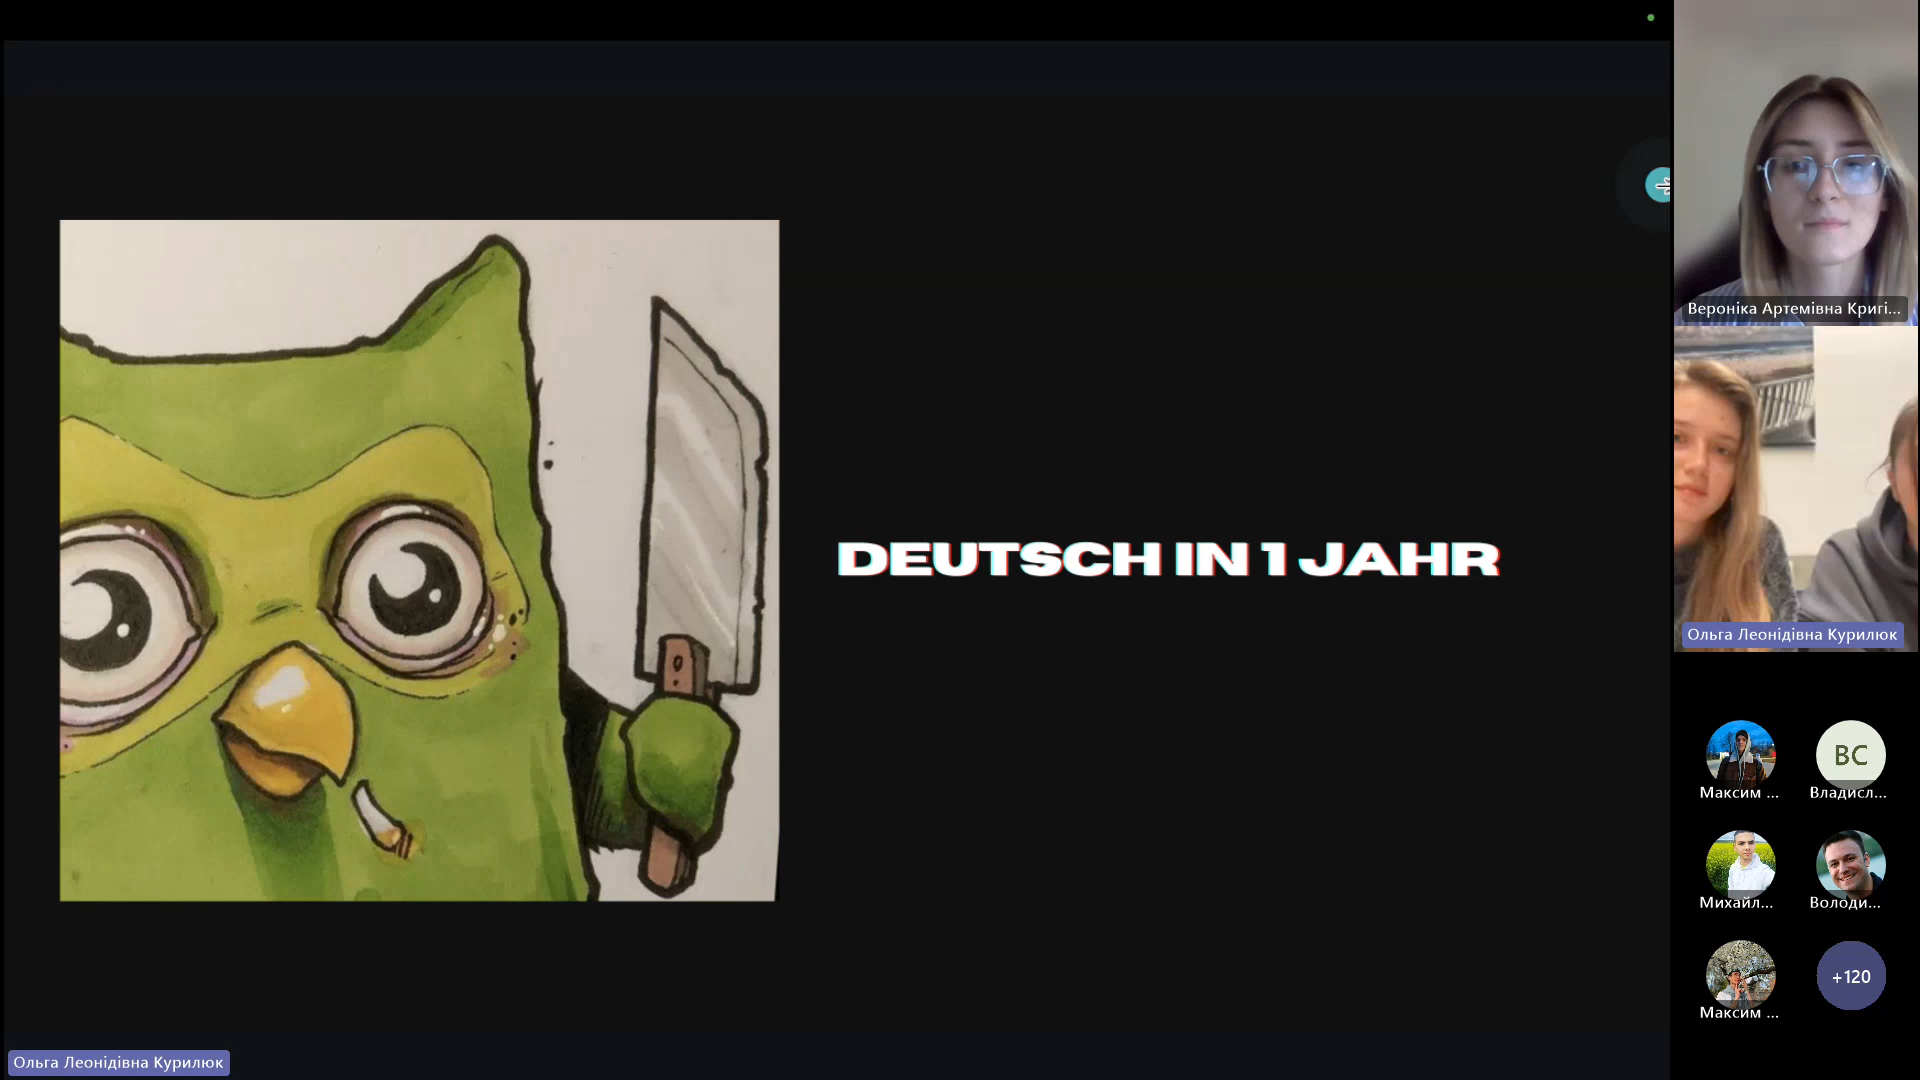 DEUTSCH IN 1 JAHR
Вероніка Артемівна Кригі...
Ольга Леонідівна Курилюк
ВС
Максим ...
Владисл...
Михайл...
Володи...
Максим ...
+120
Ольга Леонідівна Курилюк